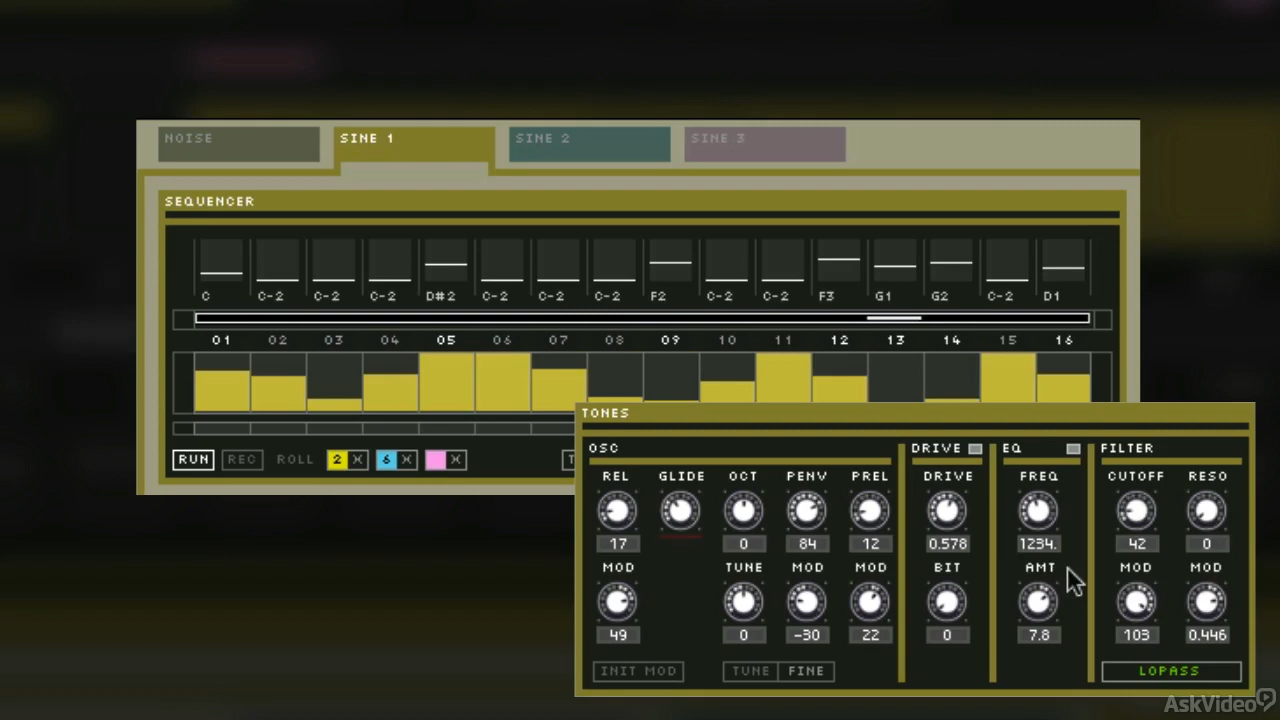 NOISE SINE 1 SINE 2 SINE 3
SEQUENCER
C C-2 C-2 C-2 D#2 C-2 C-2 C-2 F2 C-2 C-2 F3 G1 G2 C-2 D1
01 02 03 04 05 06 07 08 09 10 11 12 13 14 15 16
RUN REC ROLL 2 X 6 X X T
TONES
OSC DRIVE EQ FILTER
REL GLIDE OCT PENV PREL DRIVE FREQ CUTOFF RESO
17 0 84 12 0.578 1234. 42 0
MOD TUNE MOD MOD BIT AMT MOD MOD
49 0 -30 22 0 7.8 103 0.446
INIT MOD TUNE FINE LOPASS
AskVideo